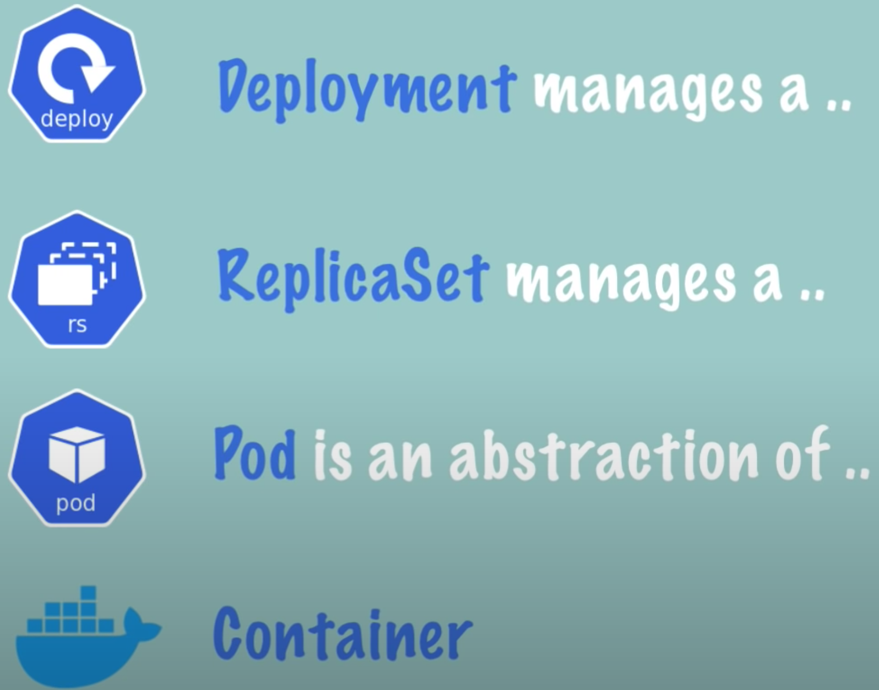 deploy
Deployment manages a ..
rs
ReplicaSet manages a ..
pod
Pod is an abstraction of ..
Container